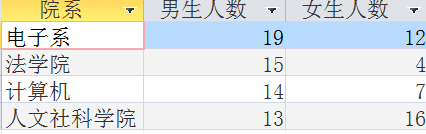 院系 男生人数 女生人数
电子系 19 12
法学院 15 4
计算机 14 7
人文社科学院 13 16